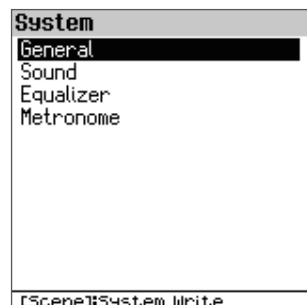 System
General
Sound
Equalizer
Metronome
[Scene]:System Write